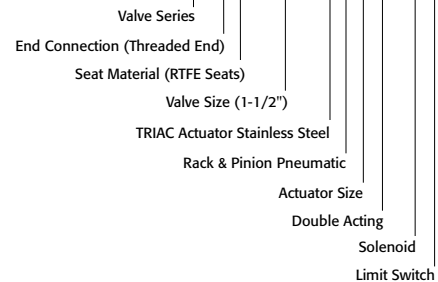 Valve Series
End Connection (Threaded End)
Seat Material (RTFE Seats)
Valve Size (1-1/2")
TRIAC Actuator Stainless Steel
Rack & Pinion Pneumatic
Actuator Size
Double Acting
Solenoid
Limit Switch